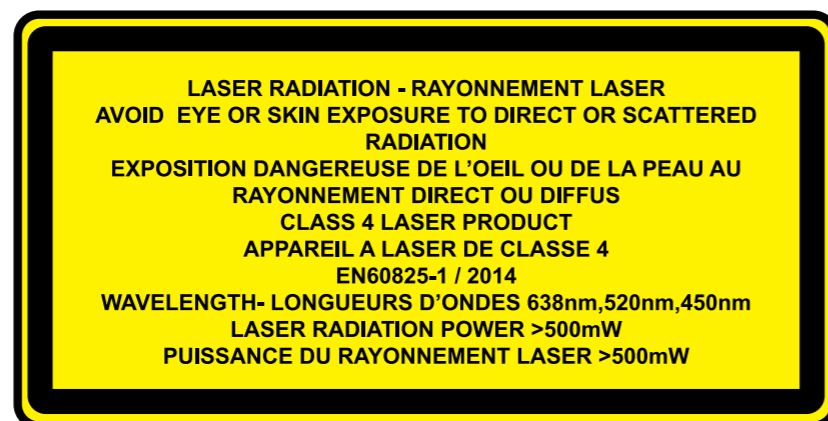 LASER RADIATION - RAYONNEMENT LASER
AVOID  EYE OR SKIN EXPOSURE TO DIRECT OR SCATTERED
RADIATION
EXPOSITION DANGEREUSE DE L’OEIL OU DE LA PEAU AU
RAYONNEMENT DIRECT OU DIFFUS
CLASS 4 LASER PRODUCT
APPAREIL A LASER DE CLASSE 4
EN60825-1 / 2014
WAVELENGTH- LONGUEURS D’ONDES 638nm,520nm,450nm
LASER RADIATION POWER >500mW
PUISSANCE DU RAYONNEMENT LASER >500mW